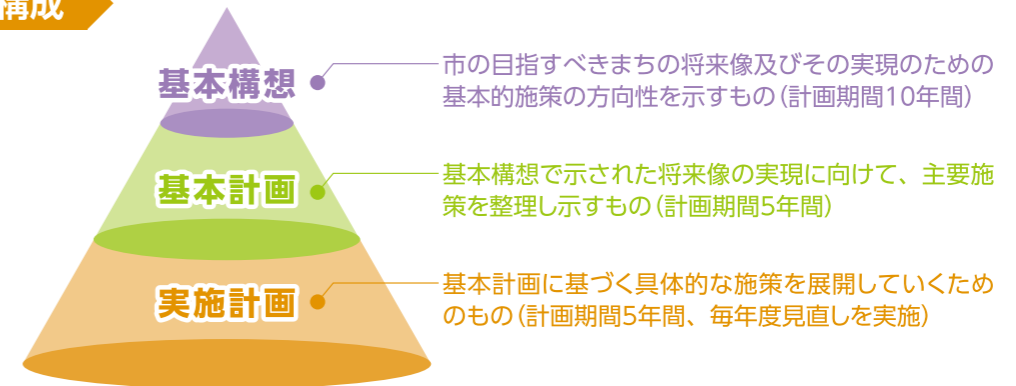 構成
基本構想
市の目指すべきまちの将来像及びその実現のための
基本的施策の方向性を示すもの（計画期間10年間）
基本計画
基本構想で示された将来像の実現に向けて、主要施
策を整理し示すもの（計画期間5年間）
実施計画
基本計画に基づく具体的な施策を展開していくため
のもの（計画期間5年間、毎年度見直しを実施）